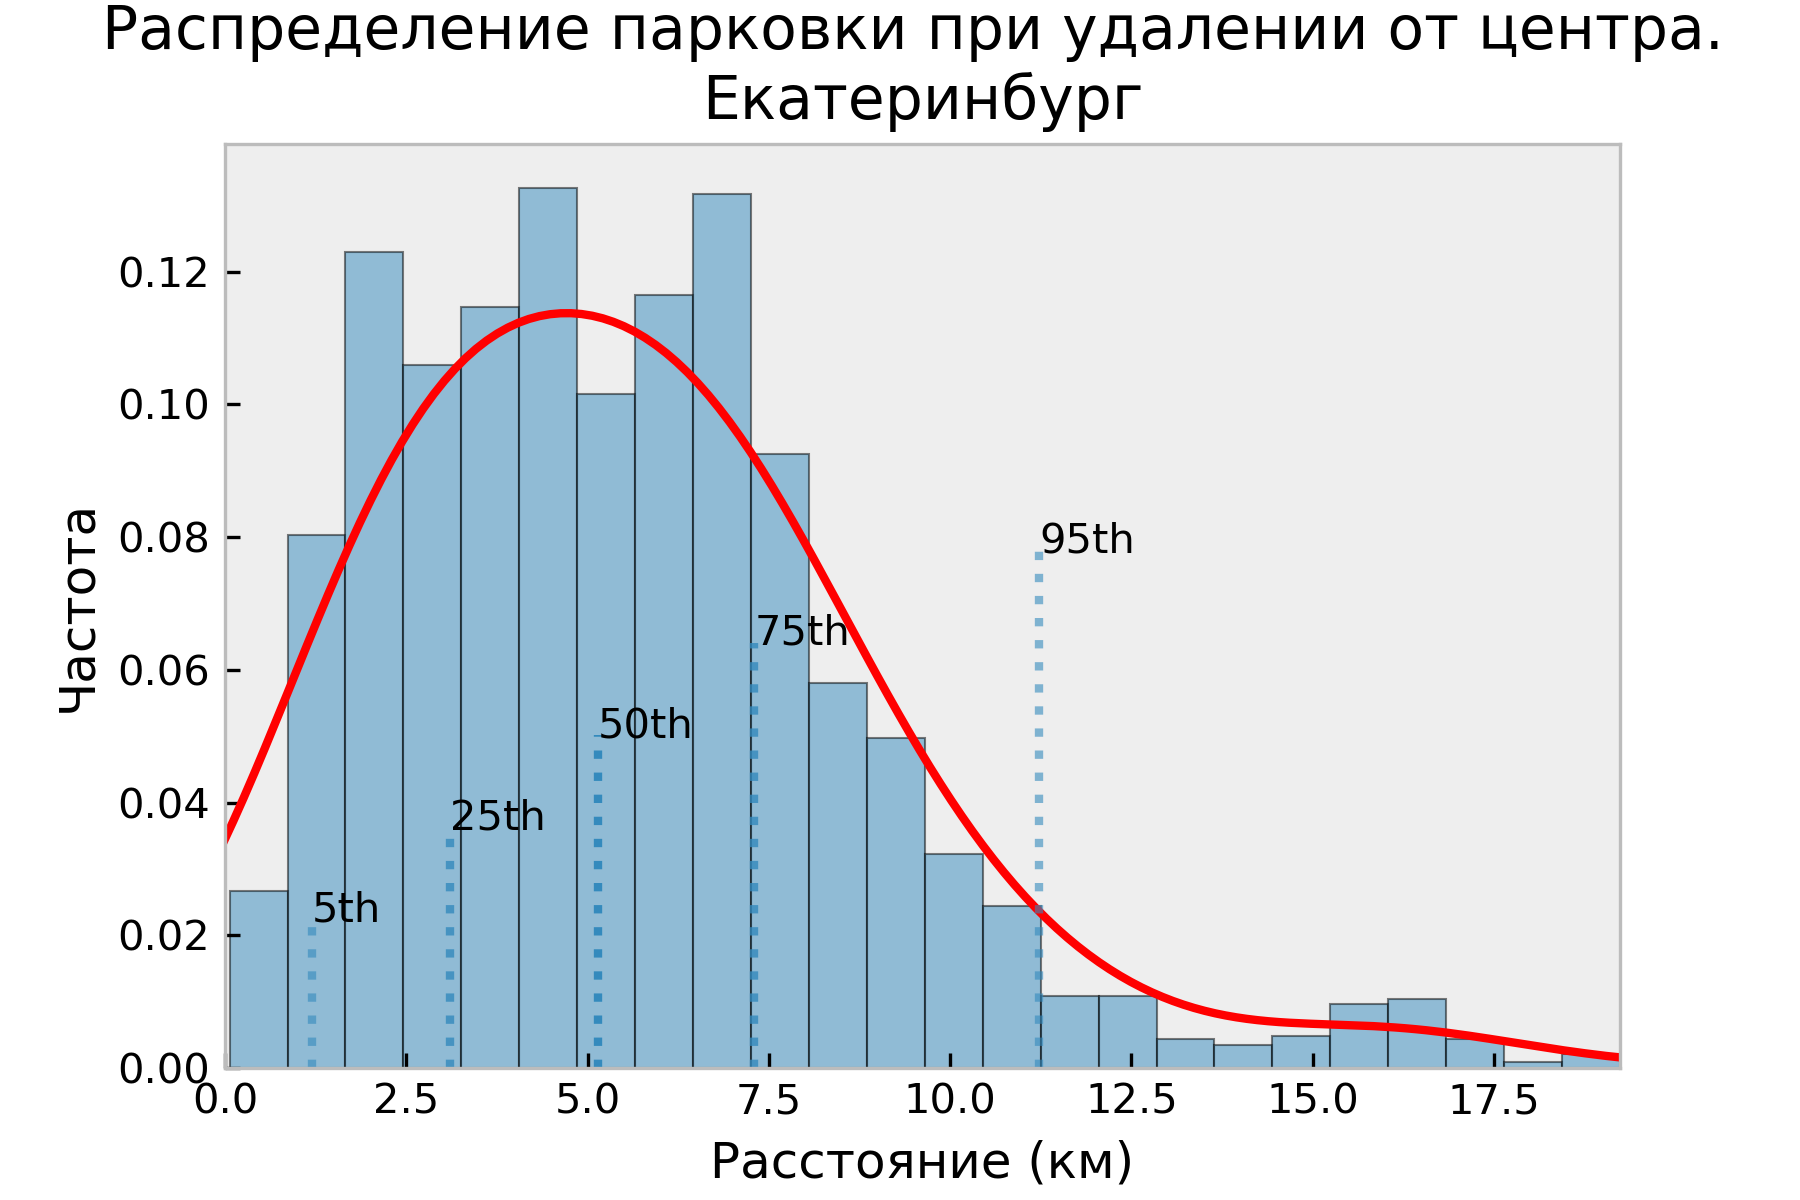 Распределение парковки при удалении от центра.
Екатеринбург
Частота
0.12
0.10
0.08
0.06
0.04
0.02
0.00
95th
75th
50th
25th
5th
0.0 2.5 5.0 7.5 10.0 12.5 15.0 17.5
Расстояние (км)